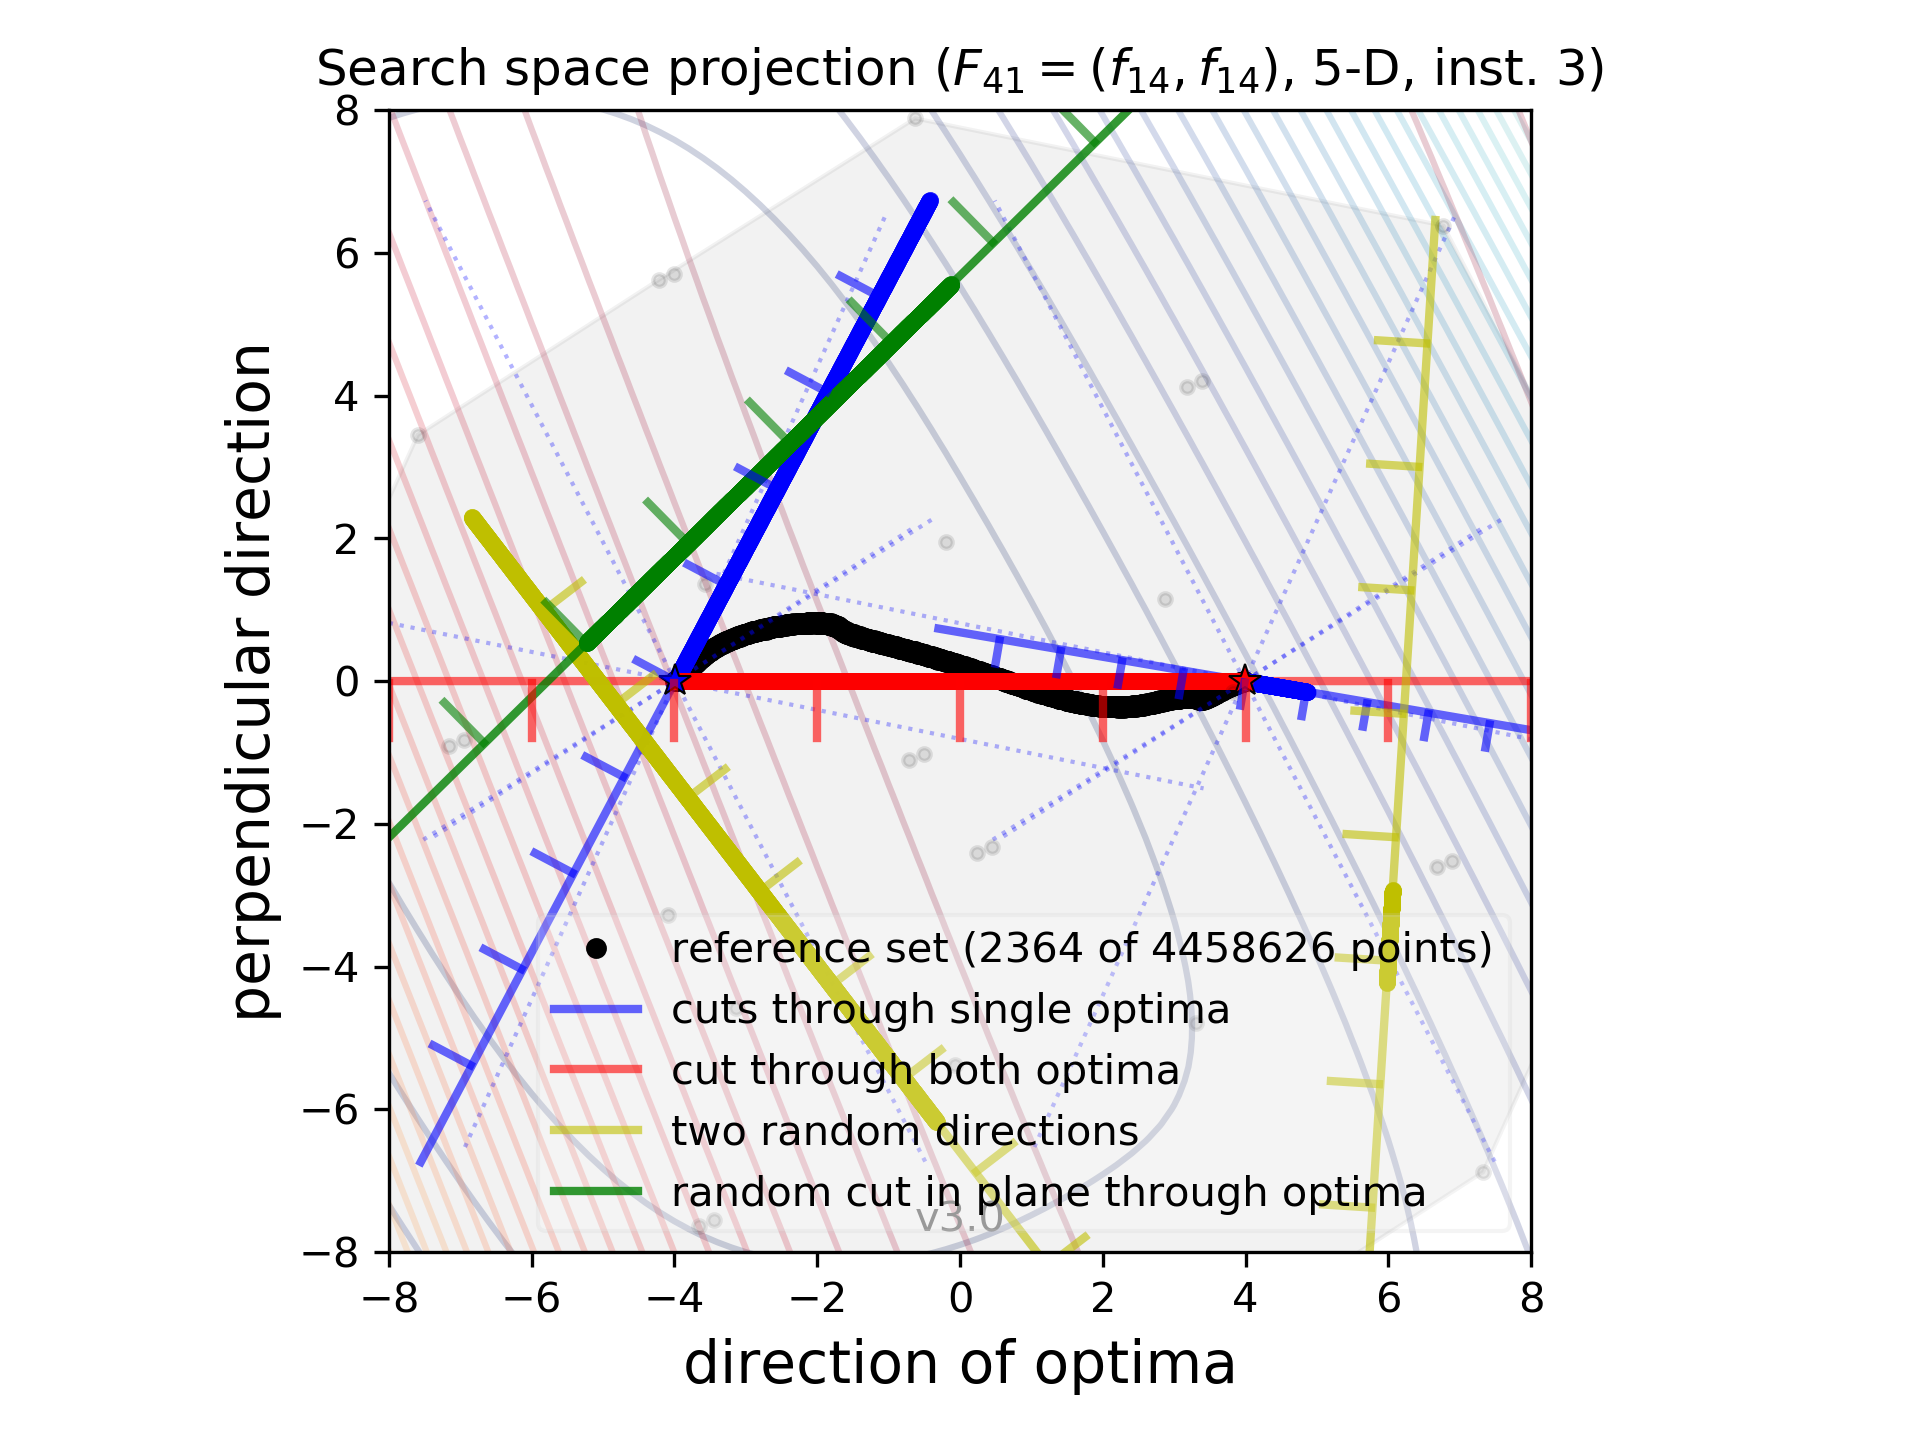 Search space projection (F₄₁ = (f₁₄, f₁₄), 5-D, inst. 3)
perpendicular direction
8
6
4
2
0
−2
−4
−6
−8
reference set (2364 of 4458626 points)
cuts through single optima
cut through both optima
two random directions
random cut in plane through optima
v3.0
−8 −6 −4 −2 0 2 4 6 8
direction of optima